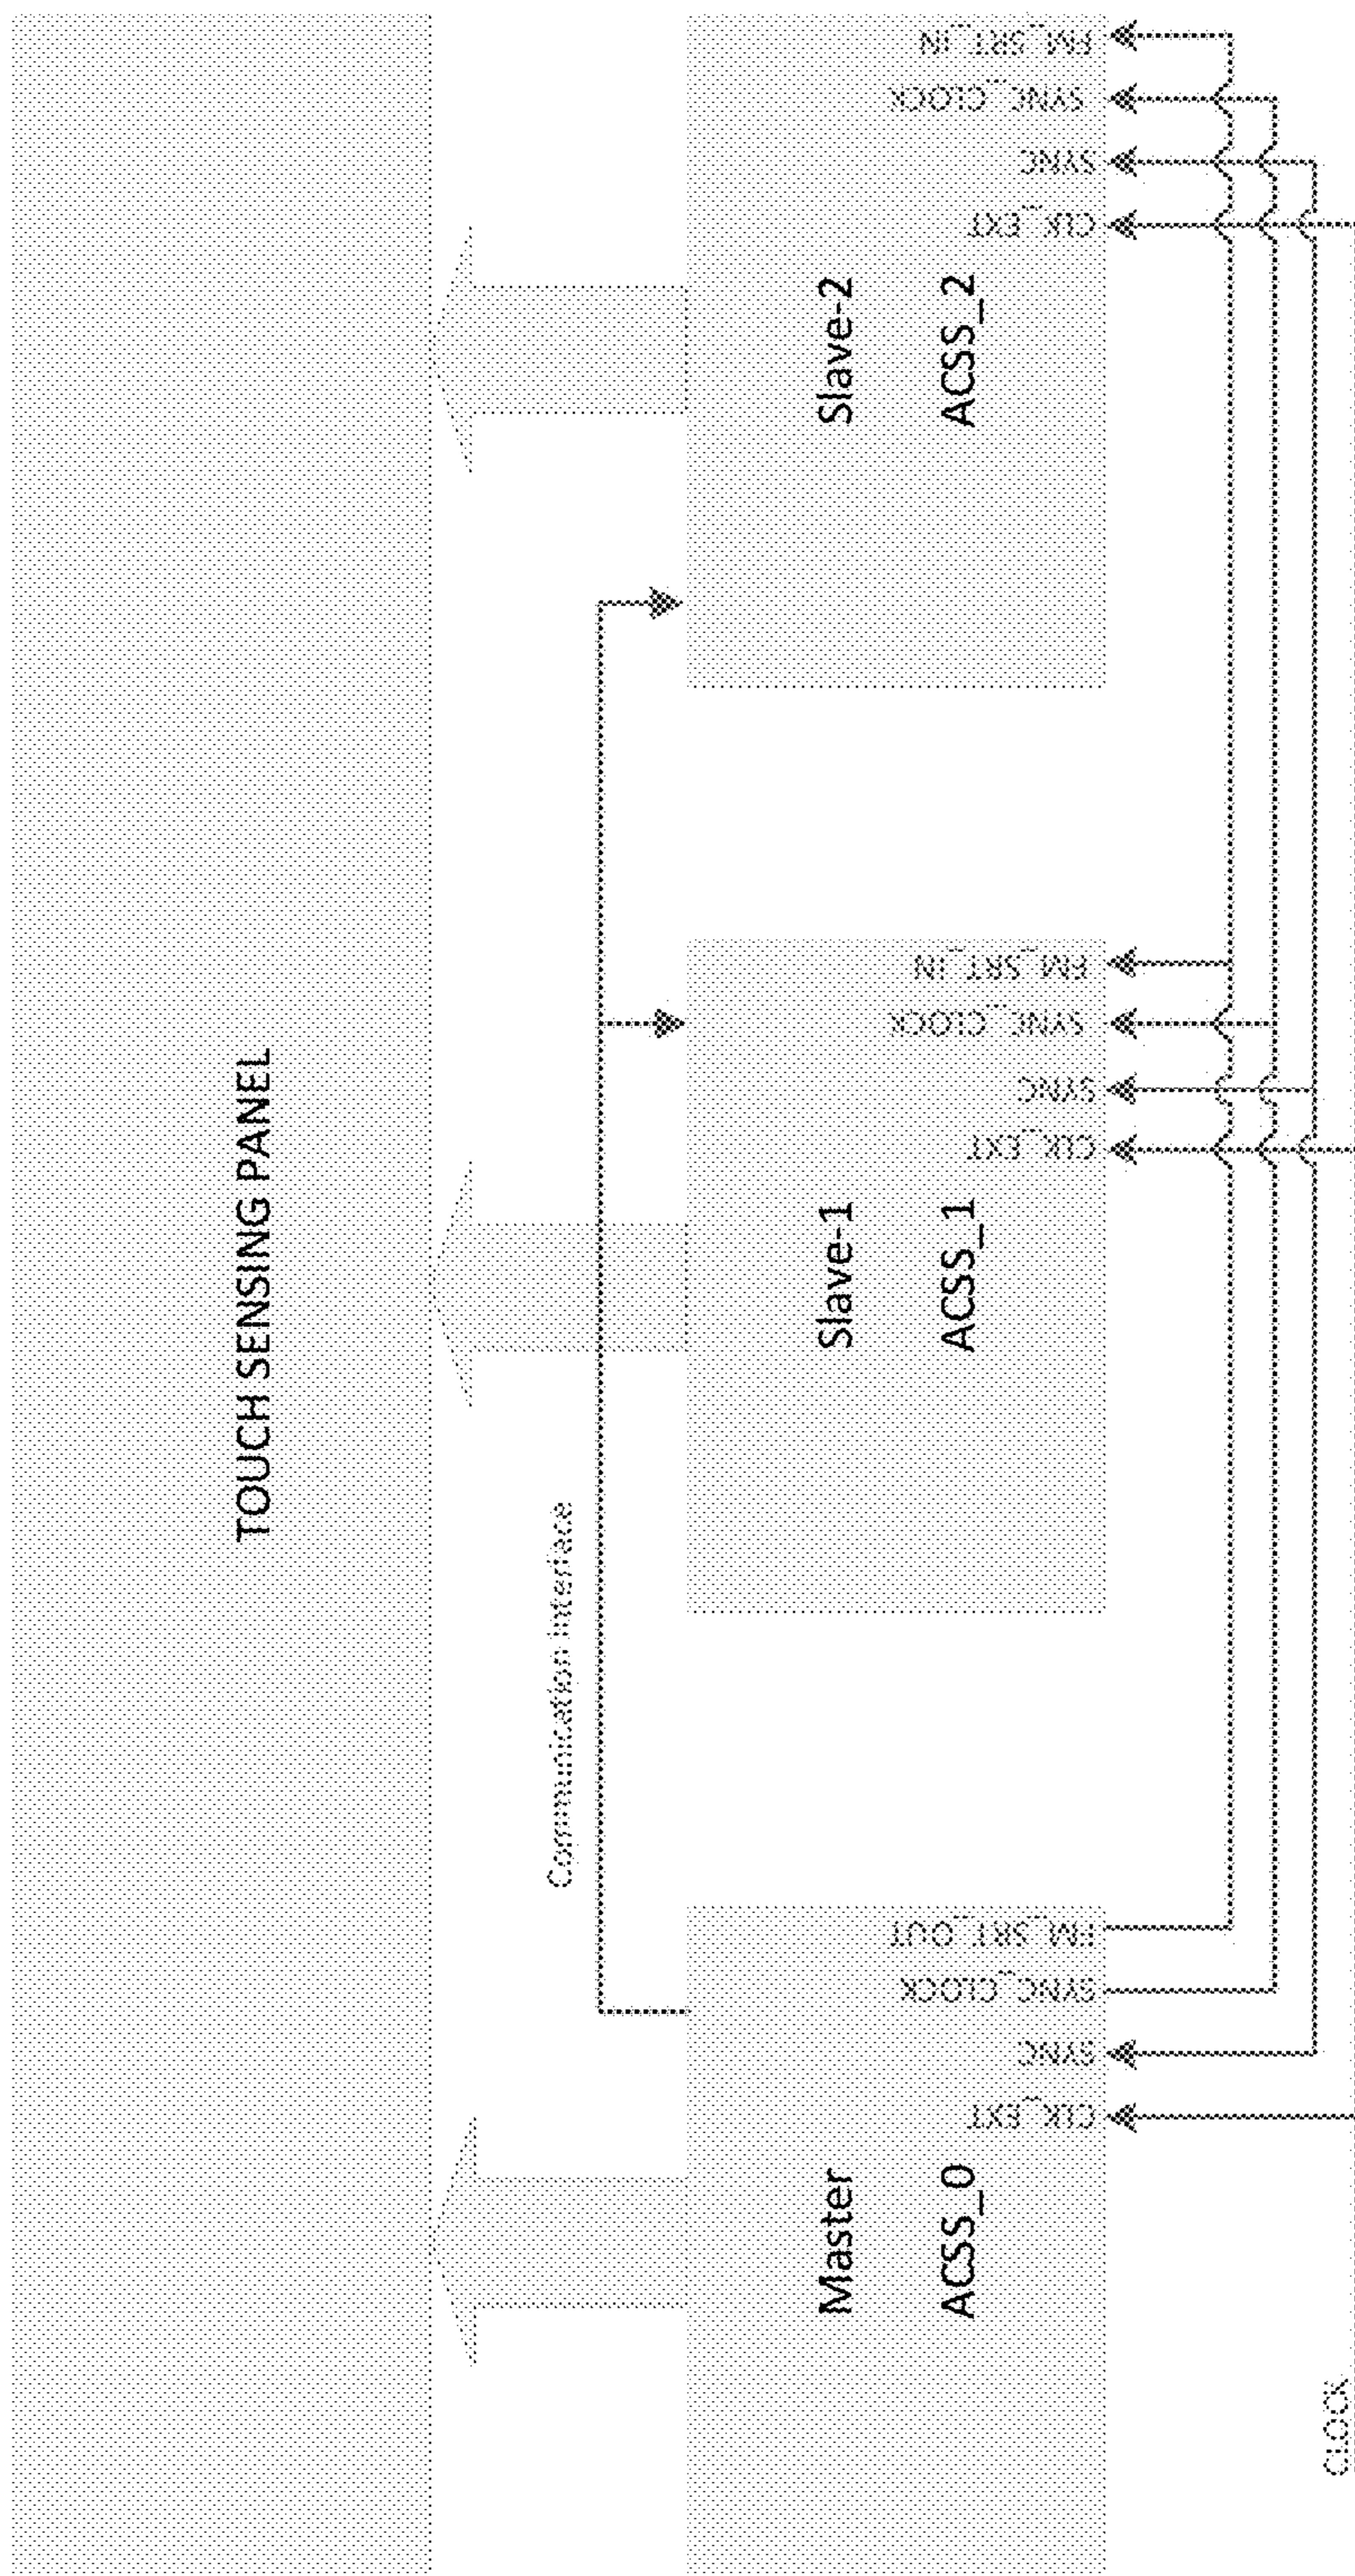 TOUCH SENSING PANEL
Communication Interface
Master
ACSS_0
CLK_EXT
SYNC
SYNC_CLOCK
FM_SRT_OUT
Slave-1
ACSS_1
CLK_EXT
SYNC
SYNC_CLOCK
FM_SRT_IN
Slave-2
ACSS_2
CLK_EXT
SYNC
SYNC_CLOCK
FM_SRT_IN
CLOCK